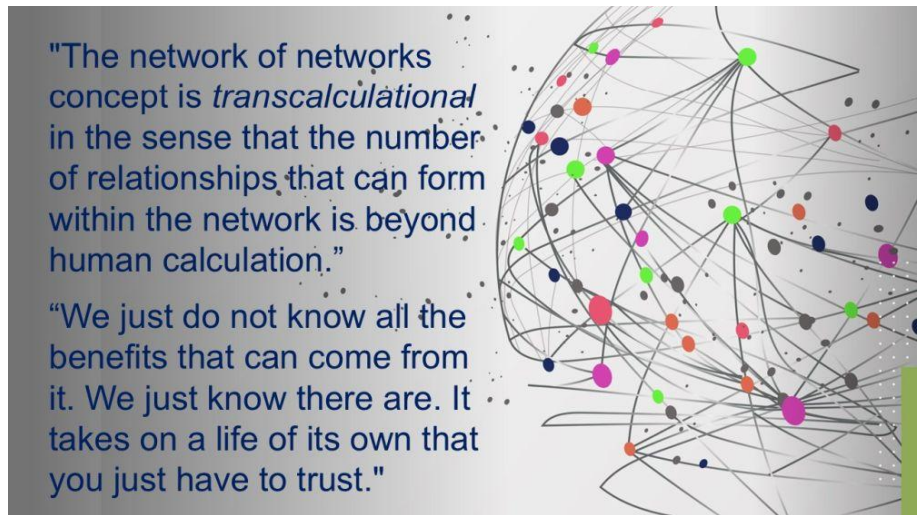 "The network of networks
concept is transcalculational
in the sense that the number
of relationships that can form
within the network is beyond
human calculation.”
“We just do not know all the
benefits that can come from
it. We just know there are. It
takes on a life of its own that
you just have to trust."